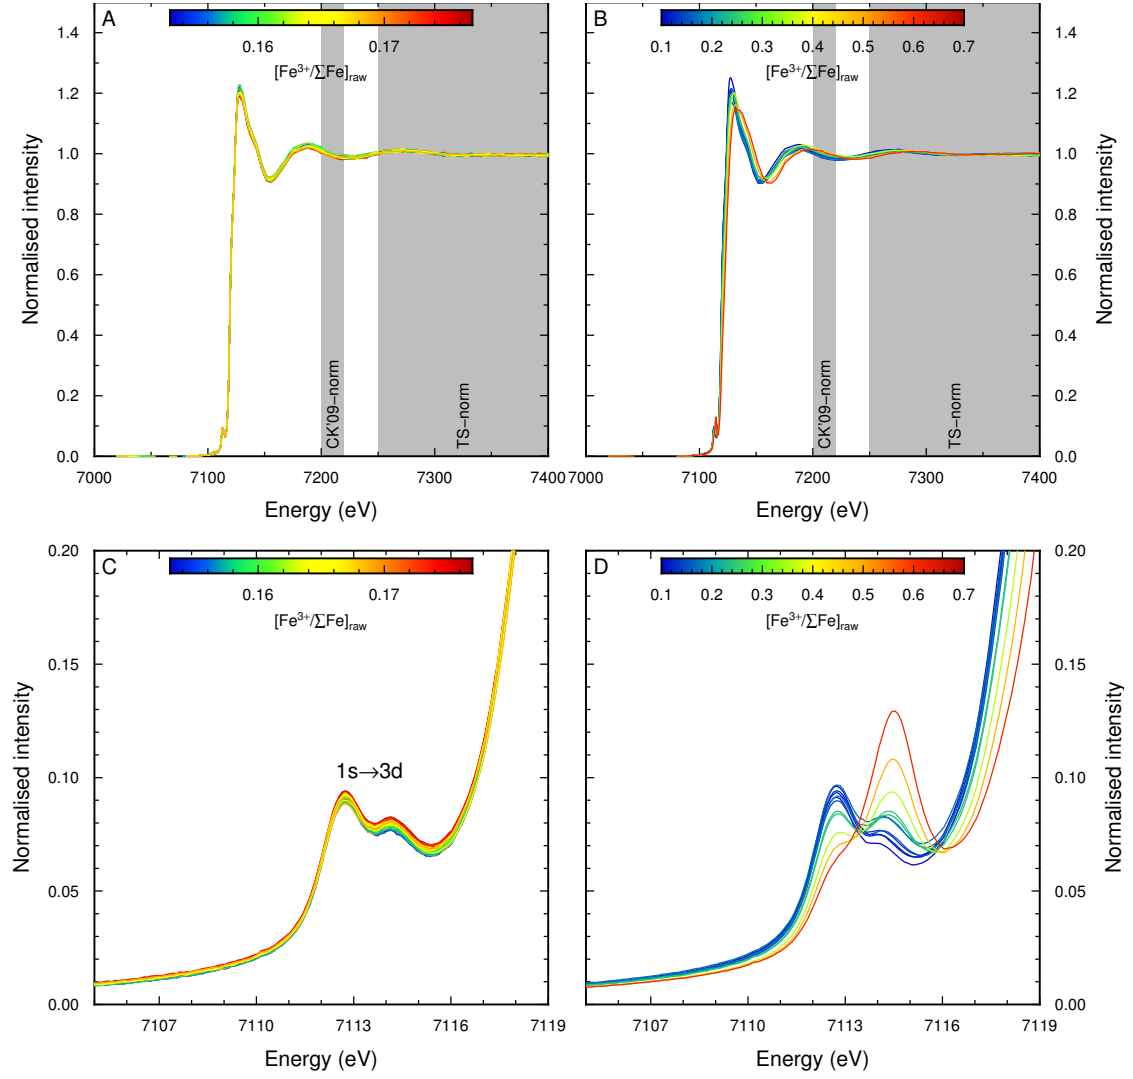 A
0.16 0.17
[Fe³⁺/ΣFe]raw
1.4
1.2
1.0
0.8
0.6
0.4
0.2
0.0
Normalised intensity
CK'09−norm
TS−norm
7000 7100 7200 7300 7400
Energy (eV)
B
0.1 0.2 0.3 0.4 0.5 0.6 0.7
[Fe³⁺/ΣFe]raw
1.4
1.2
1.0
0.8
0.6
0.4
0.2
0.0
Normalised intensity
CK'09−norm
TS−norm
7000 7100 7200 7300 7400
Energy (eV)
C
0.16 0.17
[Fe³⁺/ΣFe]raw
0.20
0.15
0.10
0.05
0.00
Normalised intensity
1s→3d
7107 7110 7113 7116 7119
Energy (eV)
D
0.1 0.2 0.3 0.4 0.5 0.6 0.7
[Fe³⁺/ΣFe]raw
0.20
0.15
0.10
0.05
0.00
Normalised intensity
7107 7110 7113 7116 7119
Energy (eV)